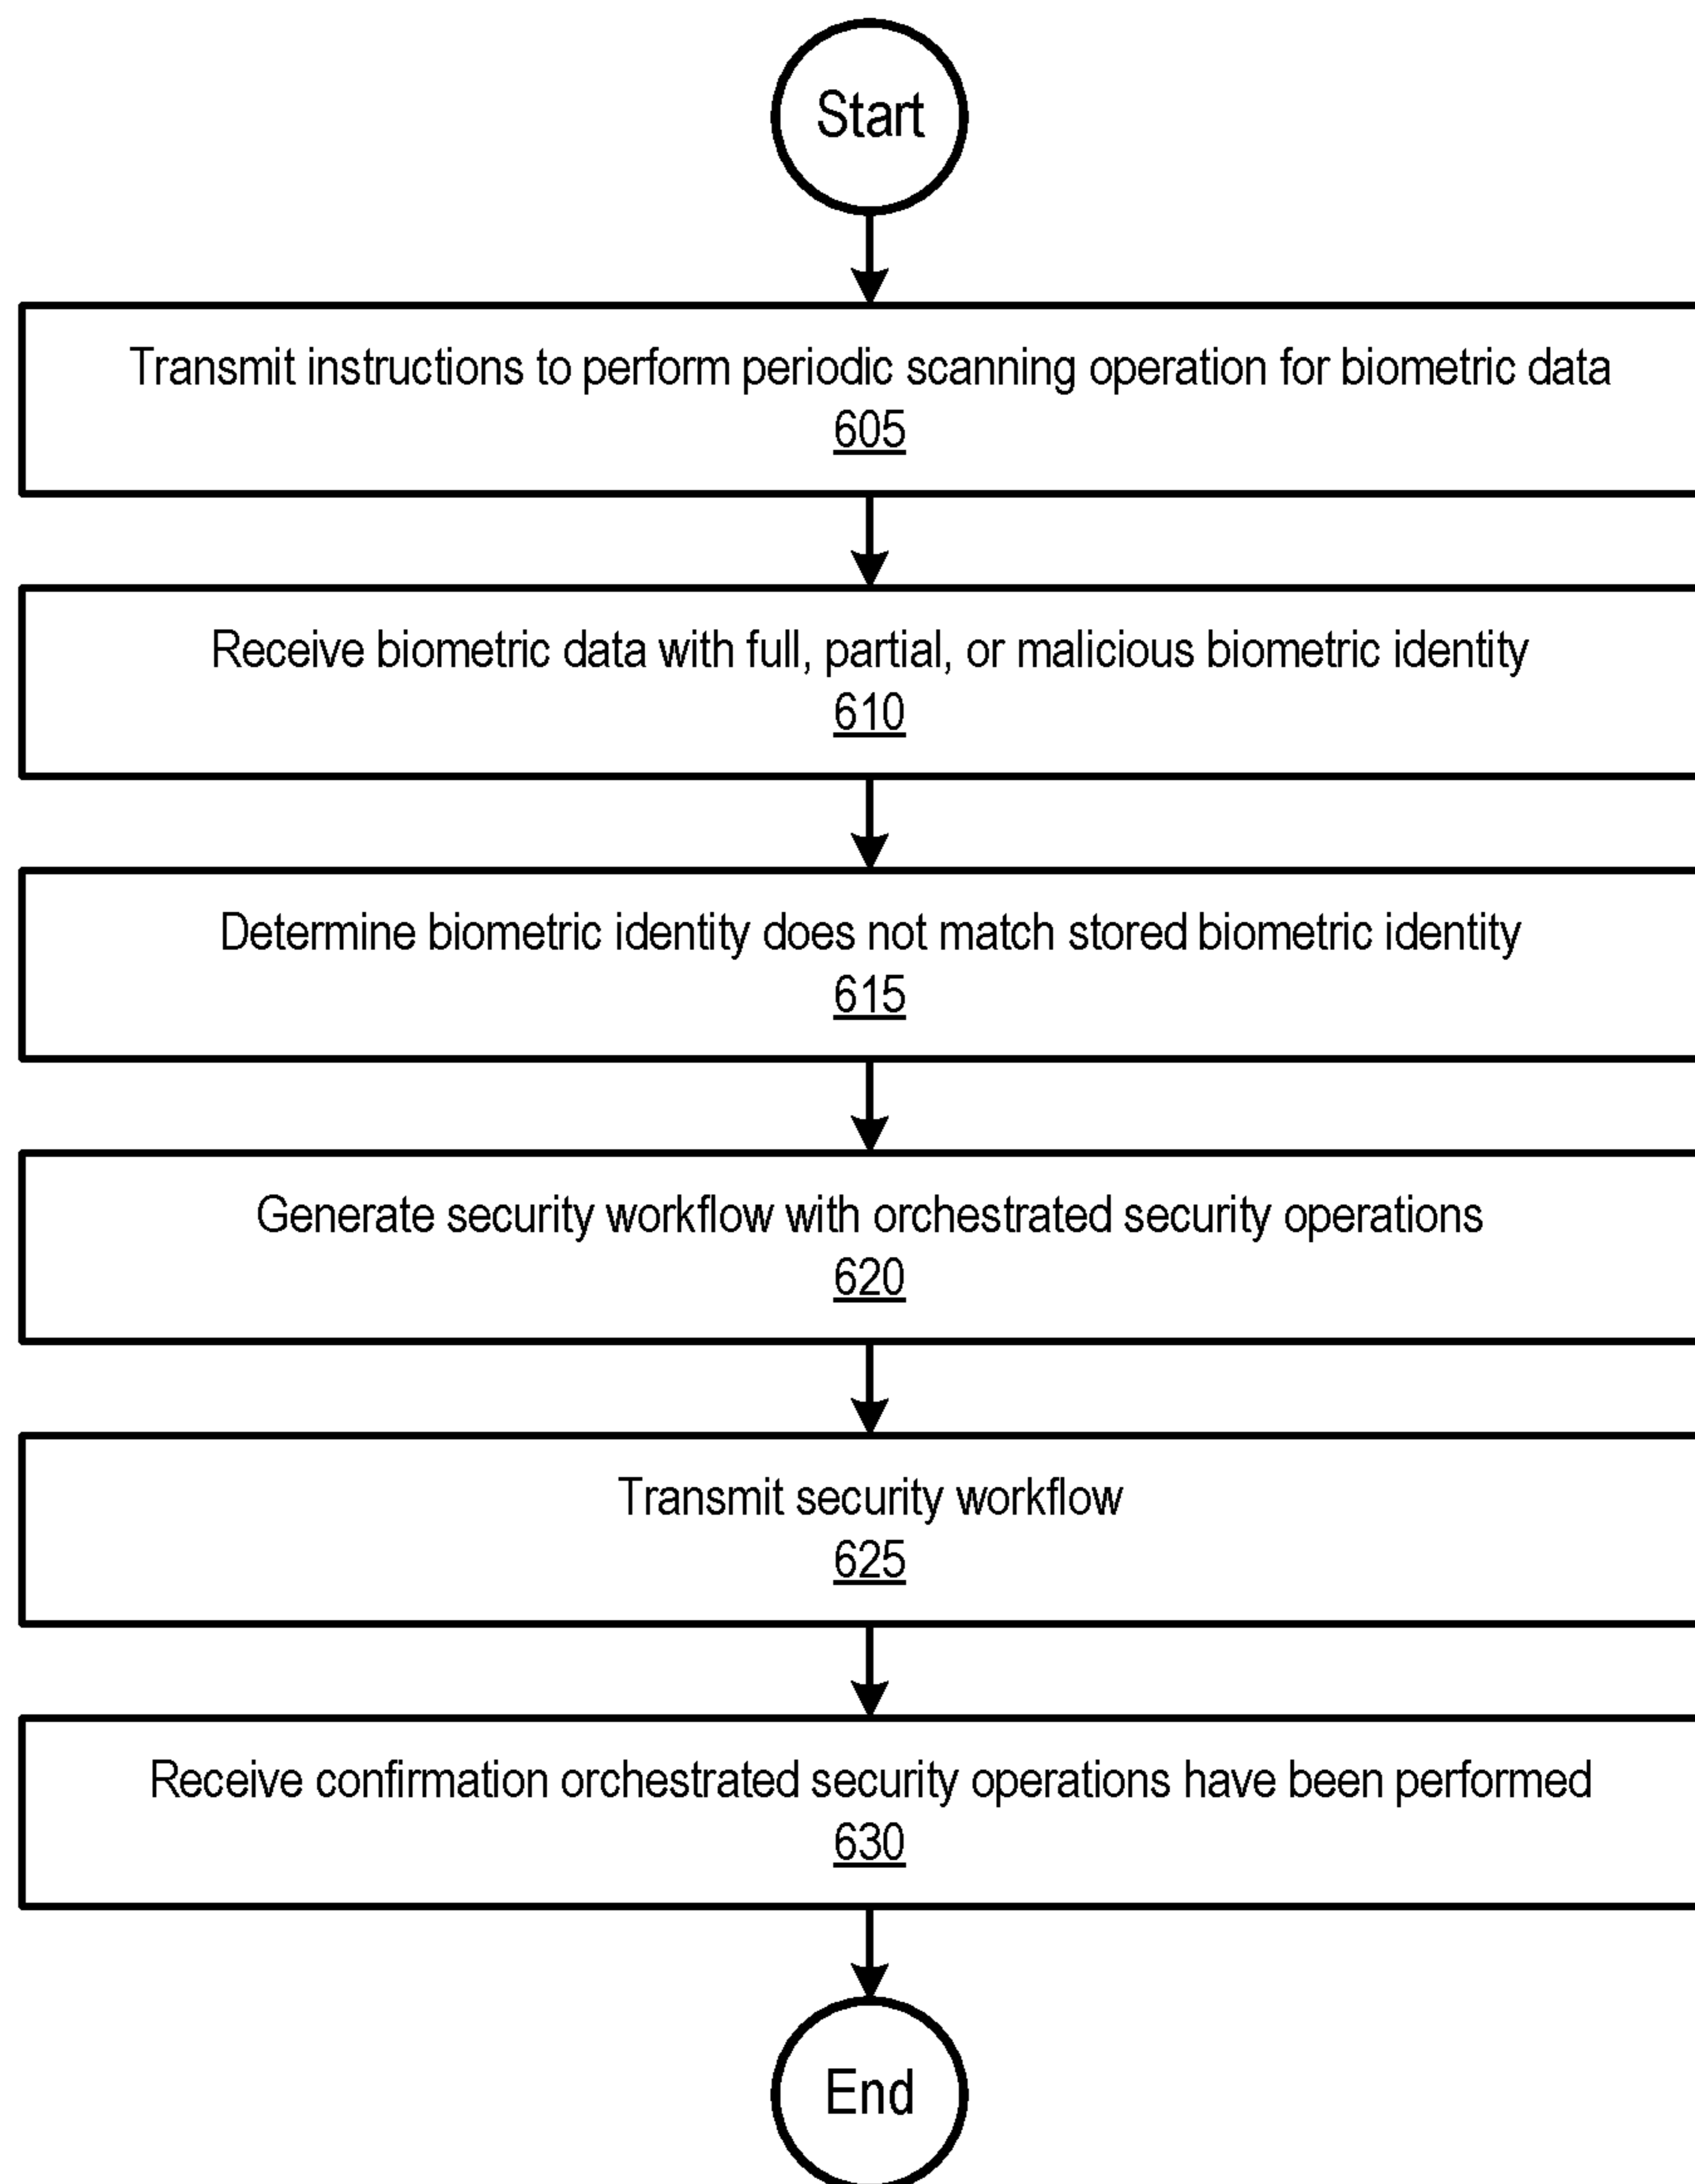 Start
Transmit instructions to perform periodic scanning operation for biometric data
605
Receive biometric data with full, partial, or malicious biometric identity
610
Determine biometric identity does not match stored biometric identity
615
Generate security workflow with orchestrated security operations
620
Transmit security workflow
625
Receive confirmation orchestrated security operations have been performed
630
End